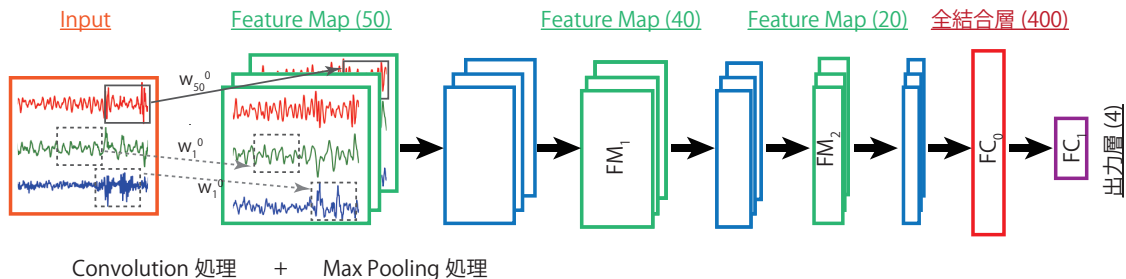 Input
Feature Map (50)
Feature Map (40)
Feature Map (20)
全結合層 (400)
w50^0
w1^0
w1^0
FM1
FM2
FC0
FC1
出力層 (4)
Convolution 処理 + Max Pooling 処理